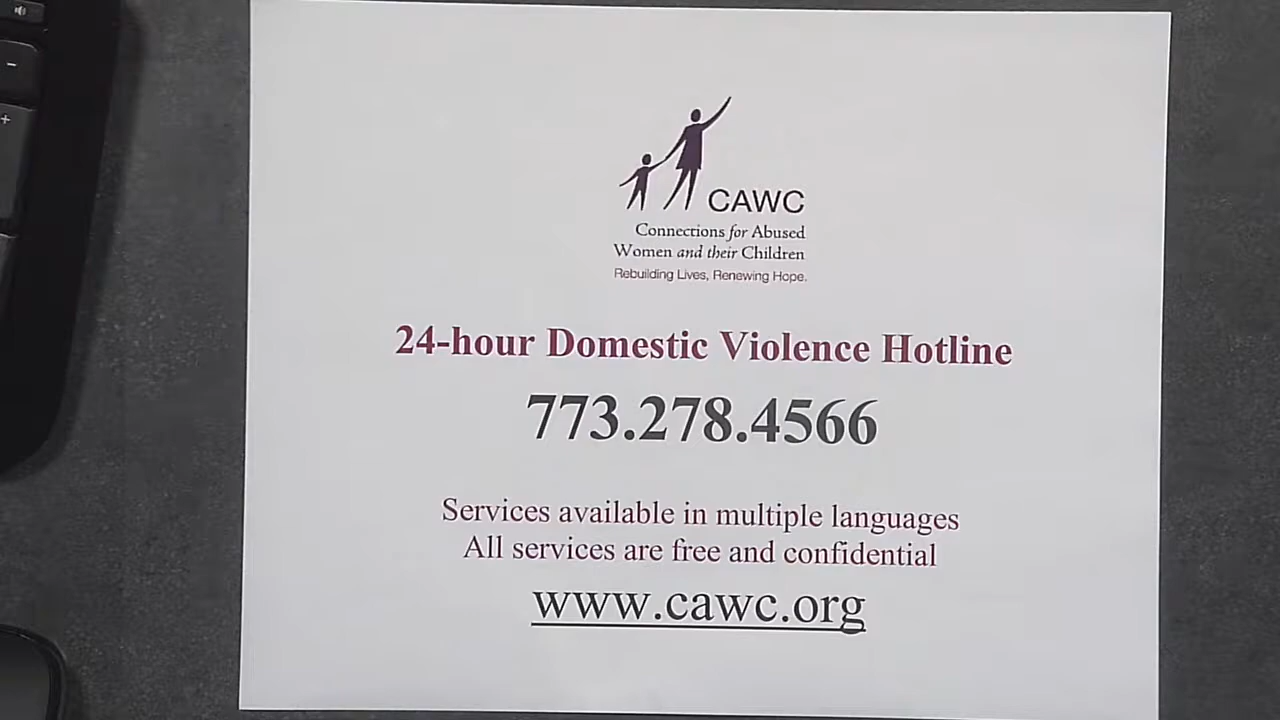 CAWC
Connections for Abused
Women and their Children
Rebuilding Lives, Renewing Hope.
24-hour Domestic Violence Hotline
773.278.4566
Services available in multiple languages
All services are free and confidential
www.cawc.org